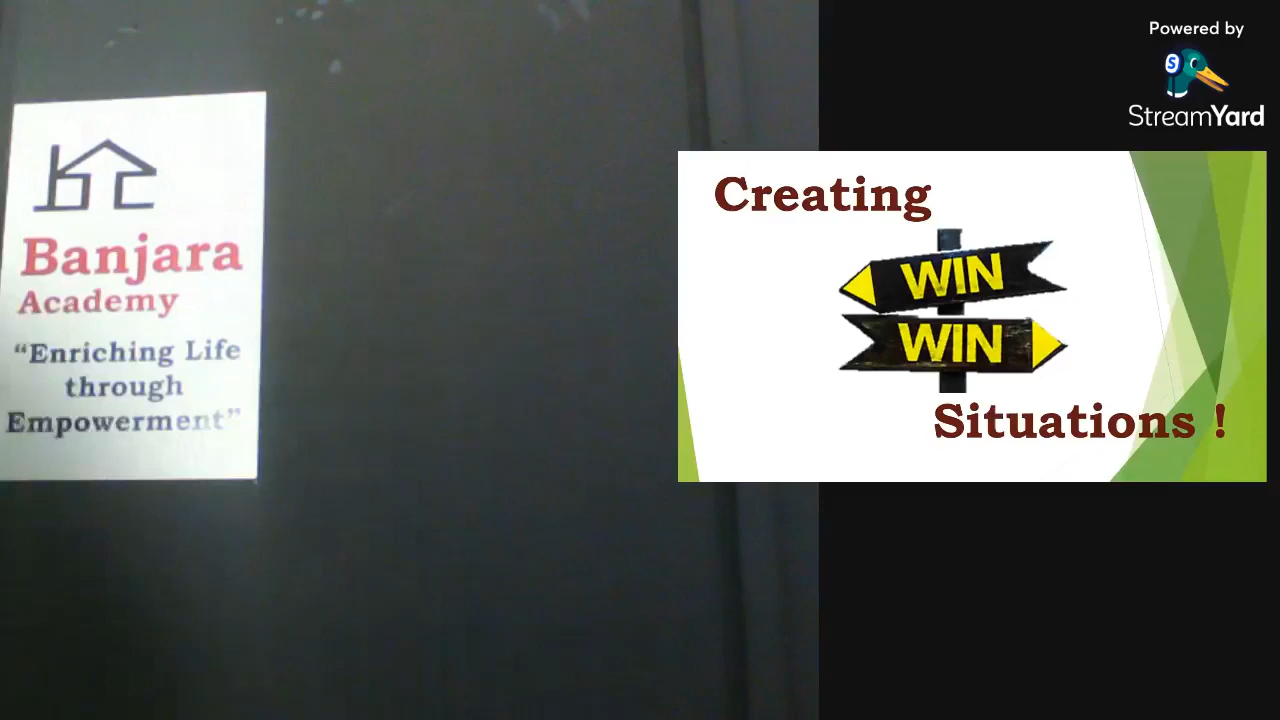 Banjara
Academy
“Enriching Life
through
Empowerment”
Powered by
S
StreamYard
Creating
WIN
WIN
Situations !